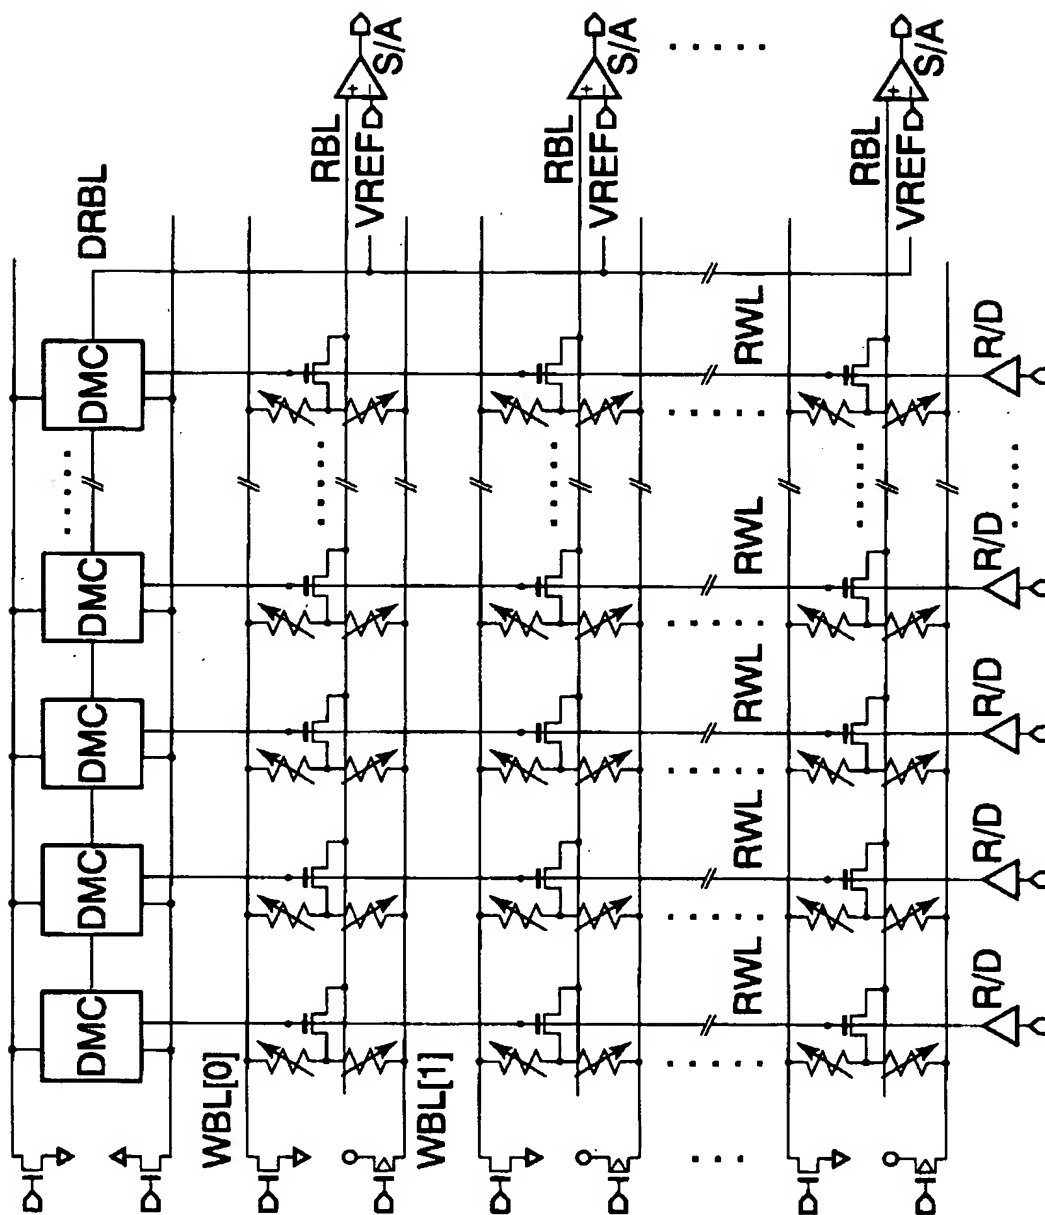 DMC
DMC
DMC
DMC
DMC
DRBL
WBL[0]
RBL
+
−
VREF
S/A
WBL[1]
RBL
+
−
VREF
S/A
RWL
RWL
RWL
RWL
RWL
RBL
+
−
VREF
S/A
R/D
R/D
R/D
R/D
R/D